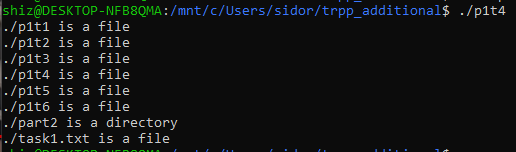 shiz@DESKTOP-NFB8QMA:/mnt/c/Users/sidor/trpp_additional$ ./p1t4
./p1t1 is a file
./p1t2 is a file
./p1t3 is a file
./p1t4 is a file
./p1t5 is a file
./p1t6 is a file
./part2 is a directory
./task1.txt is a file